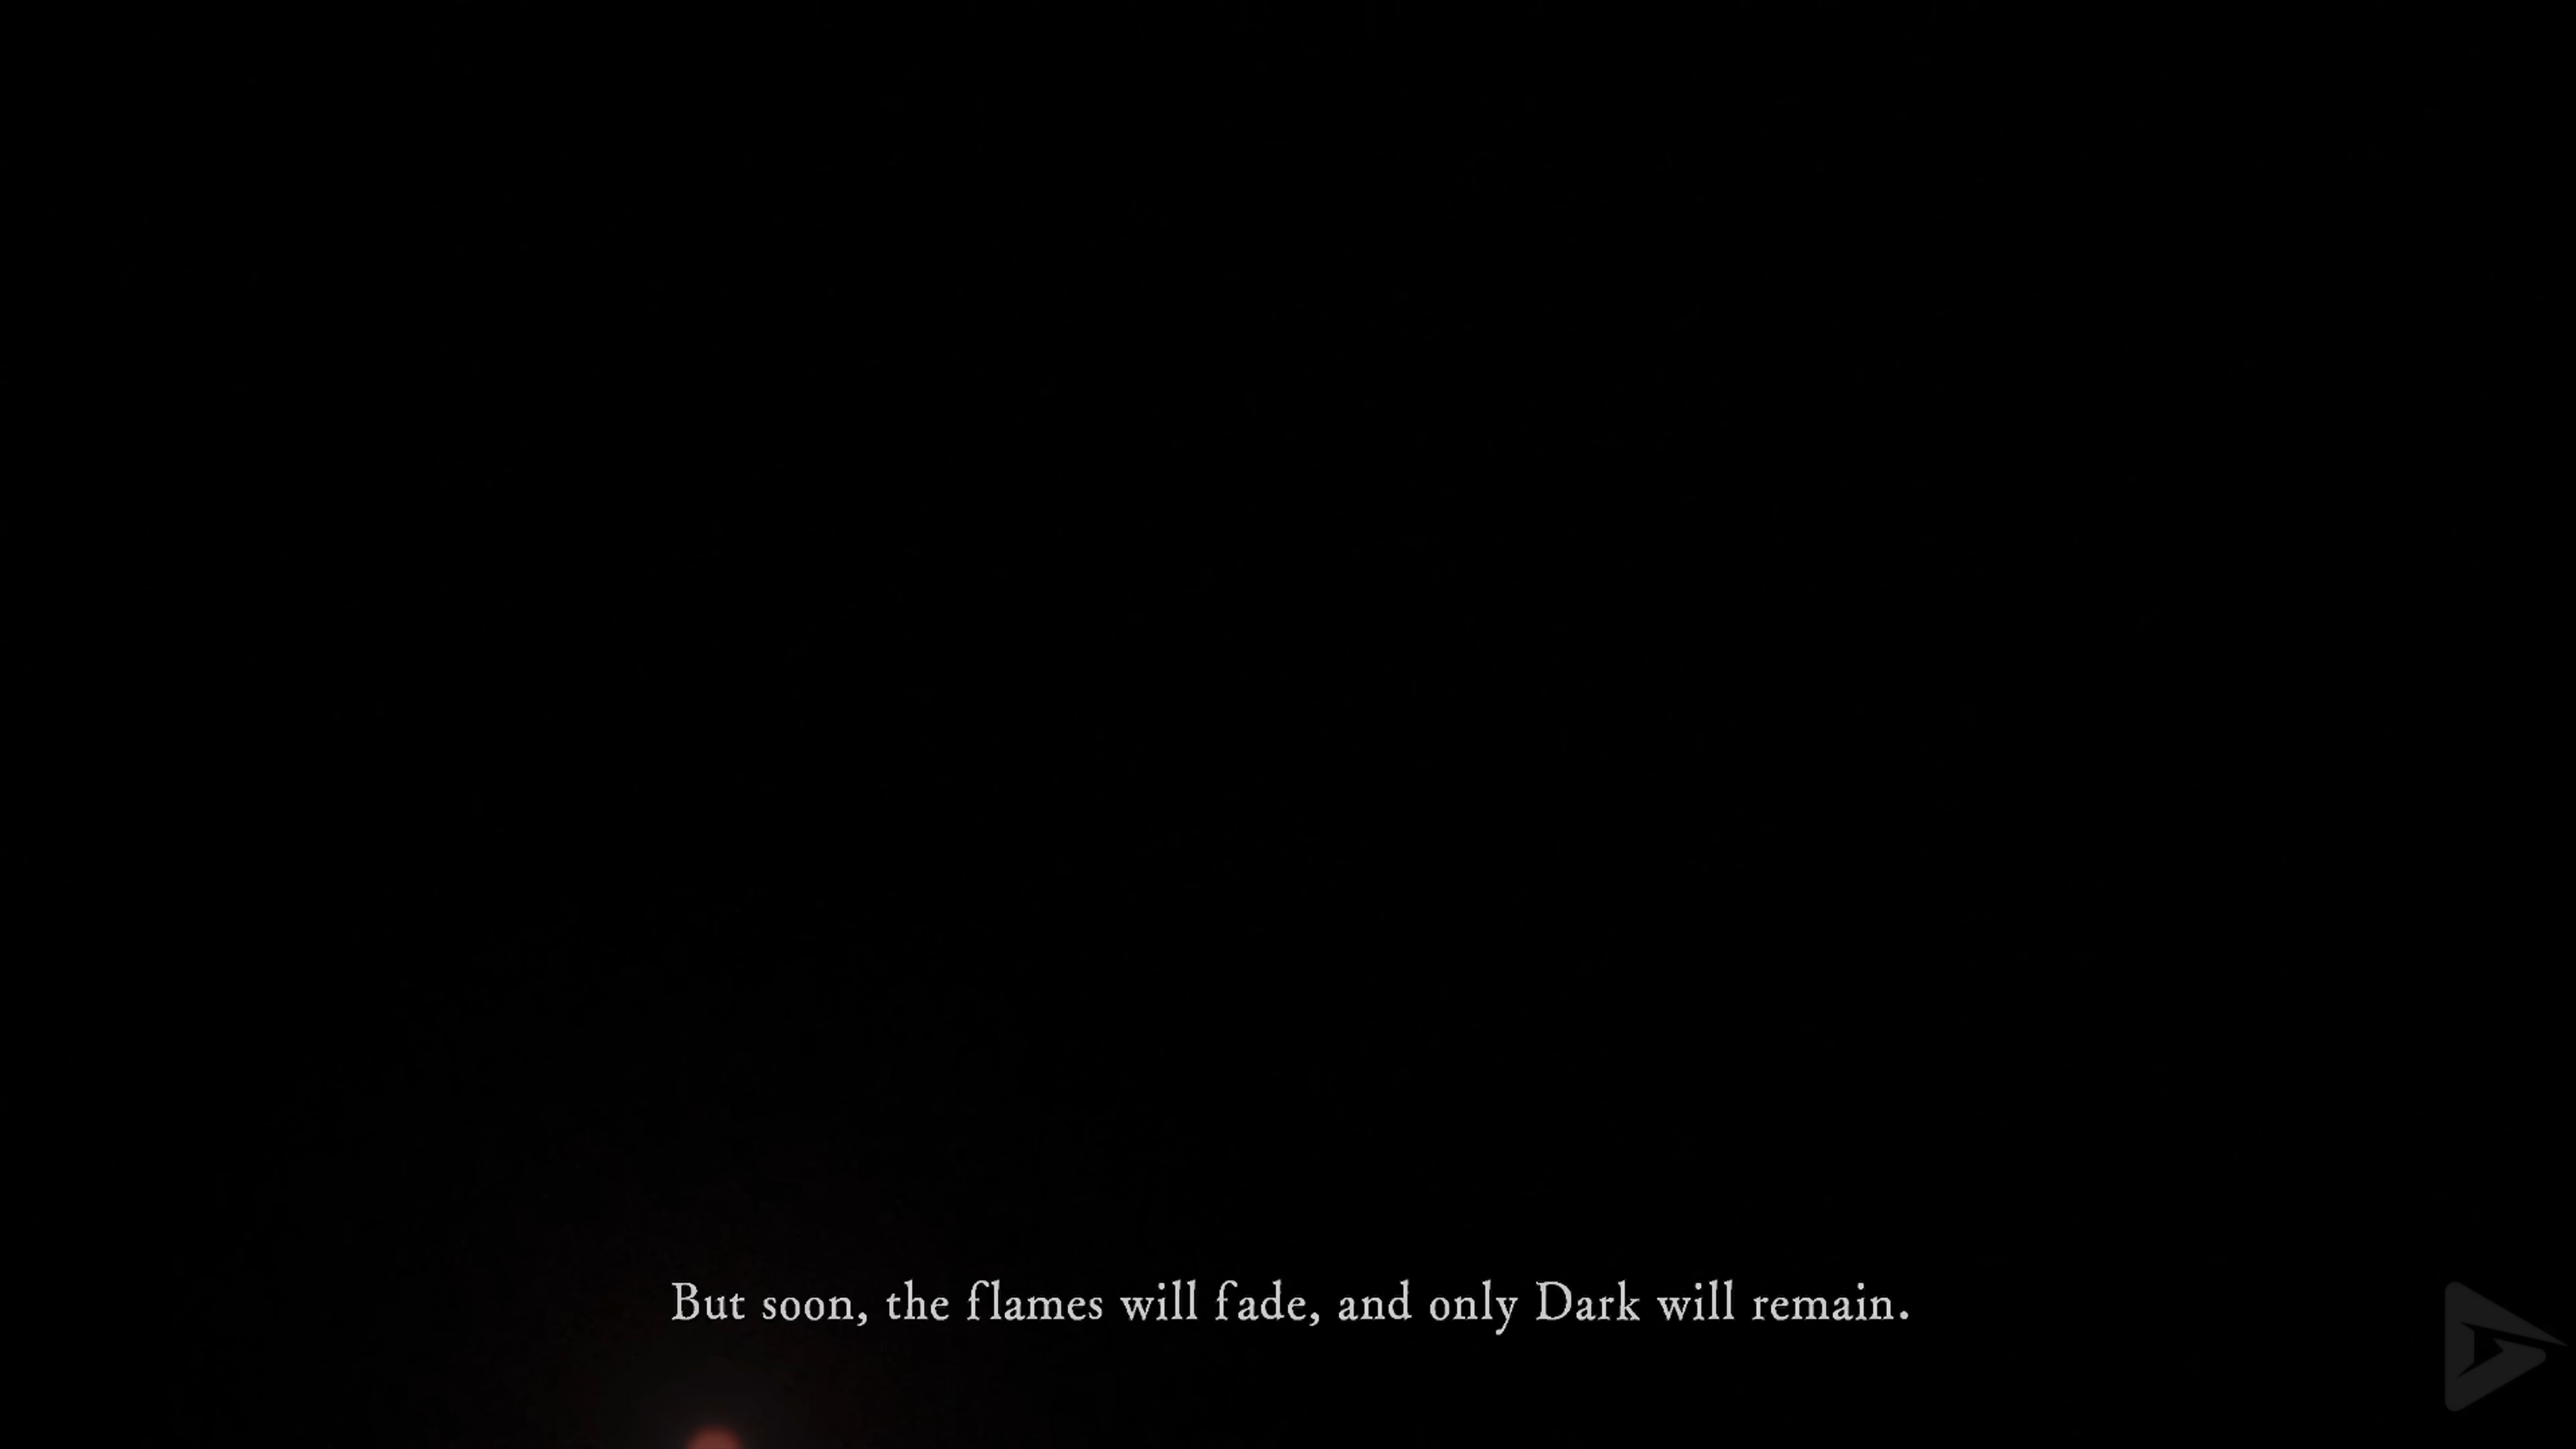 But soon, the flames will fade, and only Dark will remain.